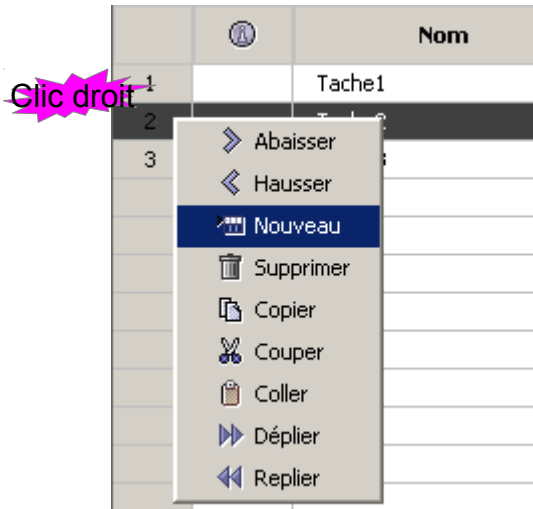 Nom
Clic droit
1 Tache1
2
3
Abaisser
Hausser
Nouveau
Supprimer
Copier
Couper
Coller
Déplier
Replier